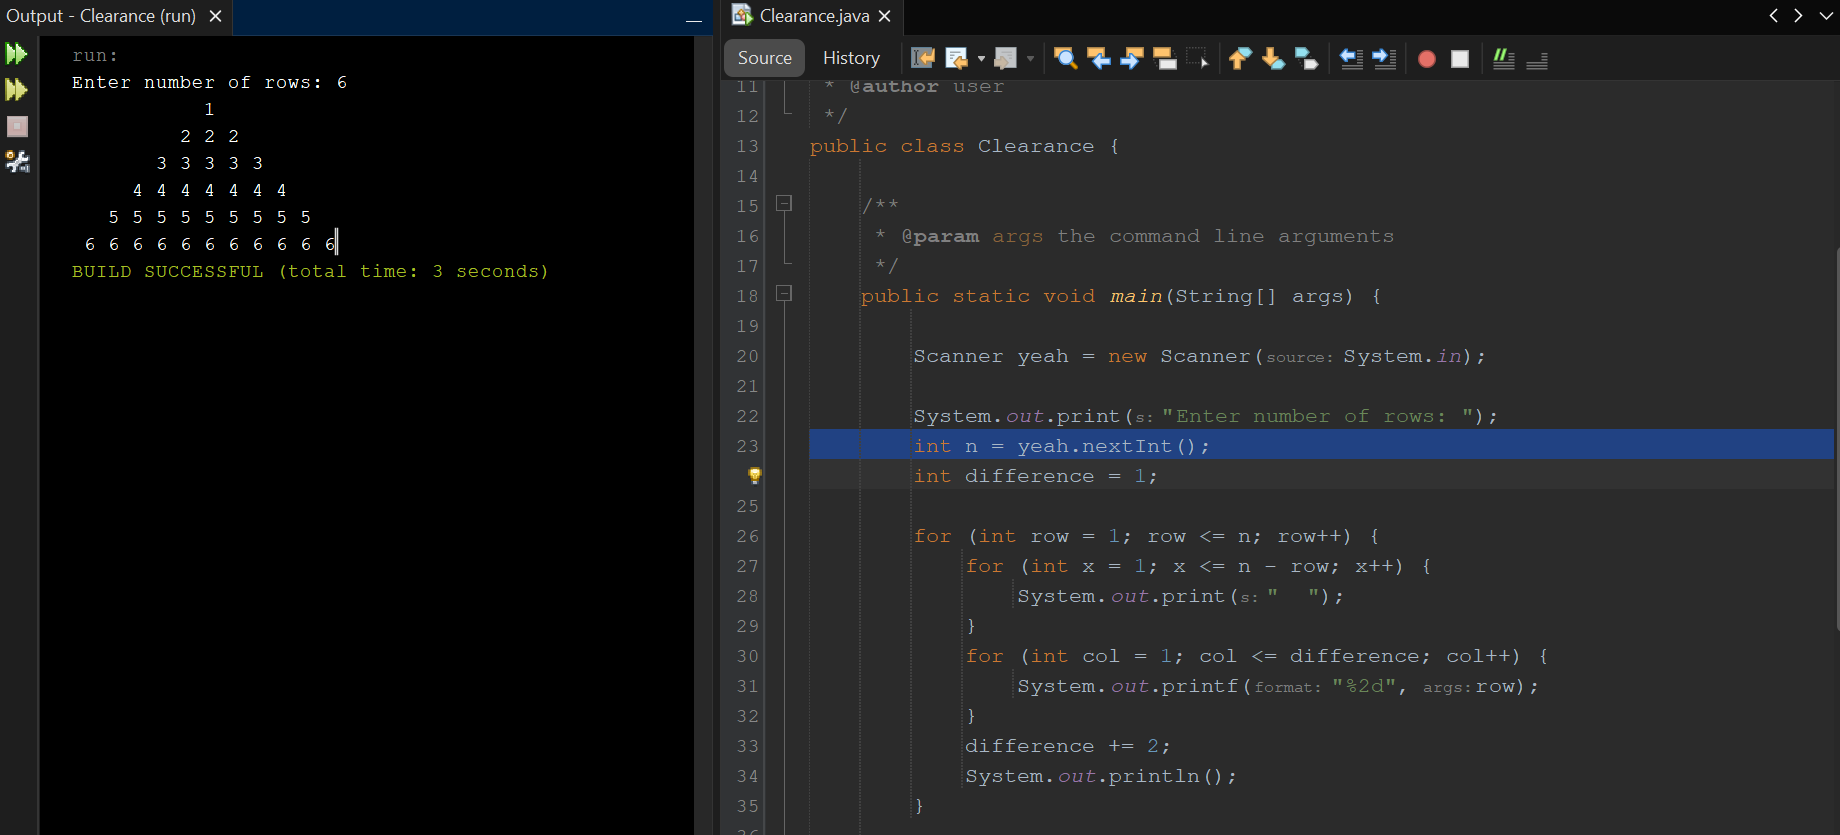 Output - Clearance (run)
run:
Enter number of rows: 6
1
2 2 2
3 3 3 3 3
4 4 4 4 4 4 4
5 5 5 5 5 5 5 5 5
6 6 6 6 6 6 6 6 6 6 6
BUILD SUCCESSFUL (total time: 3 seconds)
Clearance.java
Source History
11 * @author user
12 */
13 public class Clearance {
14
15 /**
16 * @param args the command line arguments
17 */
18 public static void main(String[] args) {
19
20 Scanner yeah = new Scanner(source: System.in);
21
22 System.out.print(s: "Enter number of rows: ");
23 int n = yeah.nextInt();
int difference = 1;
25
26 for (int row = 1; row <= n; row++) {
27 for (int x = 1; x <= n - row; x++) {
28 System.out.print(s: "  ");
29 }
30 for (int col = 1; col <= difference; col++) {
31 System.out.printf(format: "%2d", args: row);
32 }
33 difference += 2;
34 System.out.println();
35 }